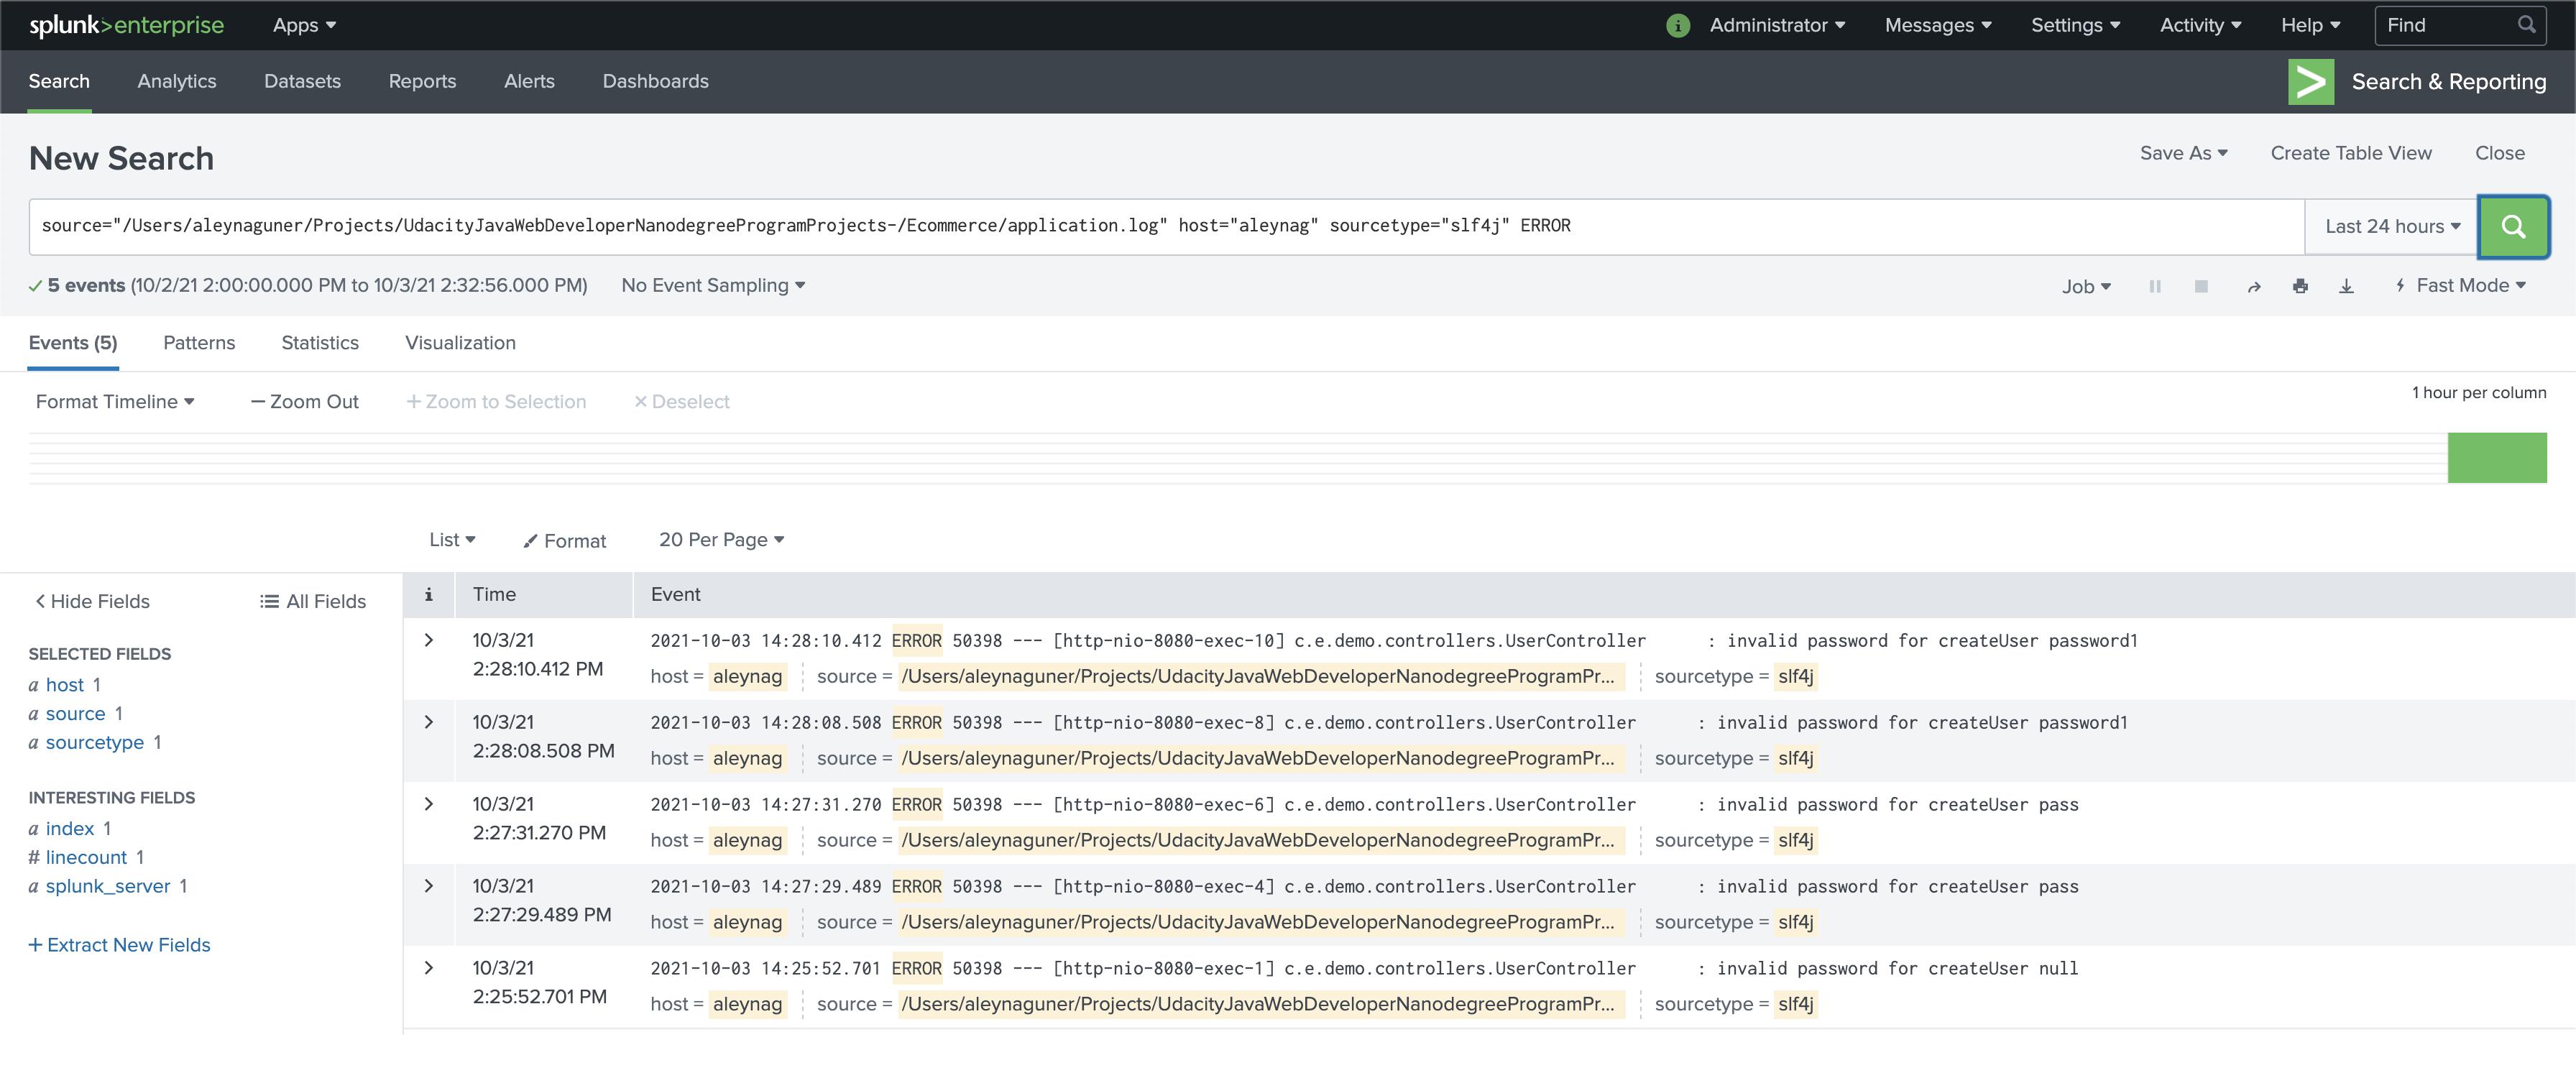 splunk>enterprise Apps Administrator Messages Settings Activity Help Find
Search Analytics Datasets Reports Alerts Dashboards Search & Reporting
New Search Save As Create Table View Close
source="/Users/aleynaguner/Projects/UdacityJavaWebDeveloperNanodegreeProgramProjects-/Ecommerce/application.log" host="aleynag" sourcetype="slf4j" ERROR Last 24 hours
5 events (10/2/21 2:00:00.000 PM to 10/3/21 2:32:56.000 PM) No Event Sampling Job Fast Mode
Events (5) Patterns Statistics Visualization
Format Timeline — Zoom Out + Zoom to Selection × Deselect 1 hour per column
List Format 20 Per Page
< Hide Fields All Fields
SELECTED FIELDS
a host 1
a source 1
a sourcetype 1
INTERESTING FIELDS
a index 1
# linecount 1
a splunk_server 1
+ Extract New Fields
i Time Event
10/3/21 2:28:10.412 PM
2021-10-03 14:28:10.412 ERROR 50398 --- [http-nio-8080-exec-10] c.e.demo.controllers.UserController : invalid password for createUser password1
host = aleynag source = /Users/aleynaguner/Projects/UdacityJavaWebDeveloperNanodegreeProgramPr... sourcetype = slf4j
10/3/21 2:28:08.508 PM
2021-10-03 14:28:08.508 ERROR 50398 --- [http-nio-8080-exec-8] c.e.demo.controllers.UserController : invalid password for createUser password1
host = aleynag source = /Users/aleynaguner/Projects/UdacityJavaWebDeveloperNanodegreeProgramPr... sourcetype = slf4j
10/3/21 2:27:31.270 PM
2021-10-03 14:27:31.270 ERROR 50398 --- [http-nio-8080-exec-6] c.e.demo.controllers.UserController : invalid password for createUser pass
host = aleynag source = /Users/aleynaguner/Projects/UdacityJavaWebDeveloperNanodegreeProgramPr... sourcetype = slf4j
10/3/21 2:27:29.489 PM
2021-10-03 14:27:29.489 ERROR 50398 --- [http-nio-8080-exec-4] c.e.demo.controllers.UserController : invalid password for createUser pass
host = aleynag source = /Users/aleynaguner/Projects/UdacityJavaWebDeveloperNanodegreeProgramPr... sourcetype = slf4j
10/3/21 2:25:52.701 PM
2021-10-03 14:25:52.701 ERROR 50398 --- [http-nio-8080-exec-1] c.e.demo.controllers.UserController : invalid password for createUser null
host = aleynag source = /Users/aleynaguner/Projects/UdacityJavaWebDeveloperNanodegreeProgramPr... sourcetype = slf4j